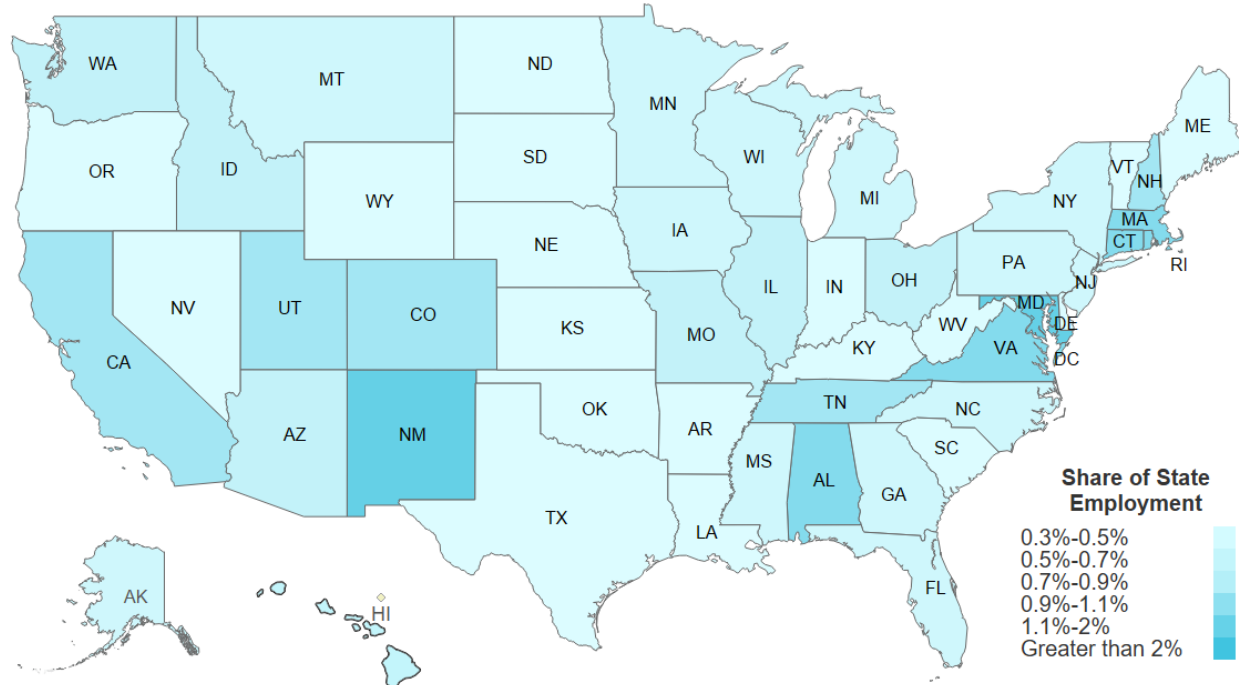 WA
MT
ND
MN
ME
OR
ID
SD
WI
VT
NH
WY
MI
NY
MA
NE
IA
CT
RI
PA
NV
UT
CO
IL
IN
OH
NJ
CA
KS
MO
WV
MD
DE
KY
VA
DC
AZ
NM
OK
AR
TN
NC
MS
AL
GA
SC
TX
LA
FL
AK
HI
Share of State
Employment
0.3%-0.5%
0.5%-0.7%
0.7%-0.9%
0.9%-1.1%
1.1%-2%
Greater than 2%